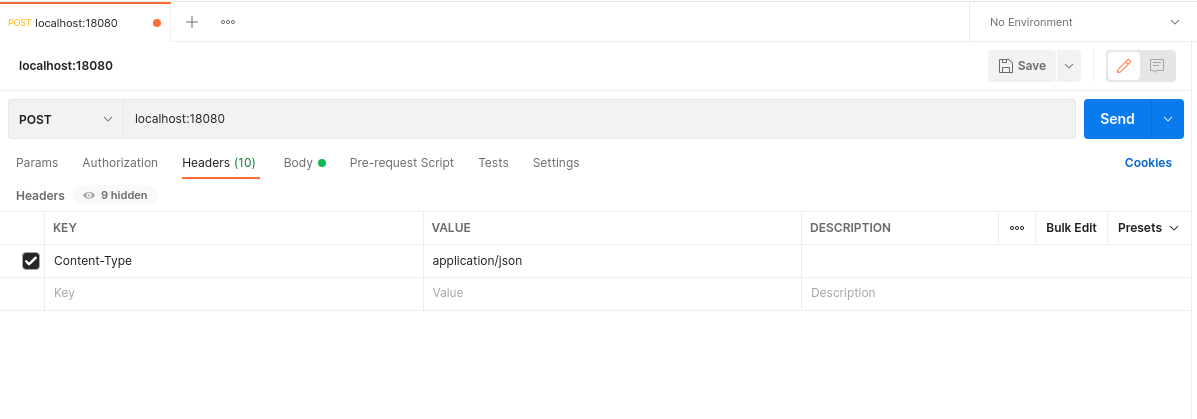 POST localhost:18080 No Environment
localhost:18080 Save
POST localhost:18080 Send
Params Authorization Headers (10) Body Pre-request Script Tests Settings Cookies
Headers 9 hidden
KEY VALUE DESCRIPTION Bulk Edit Presets
Content-Type application/json
Key Value Description